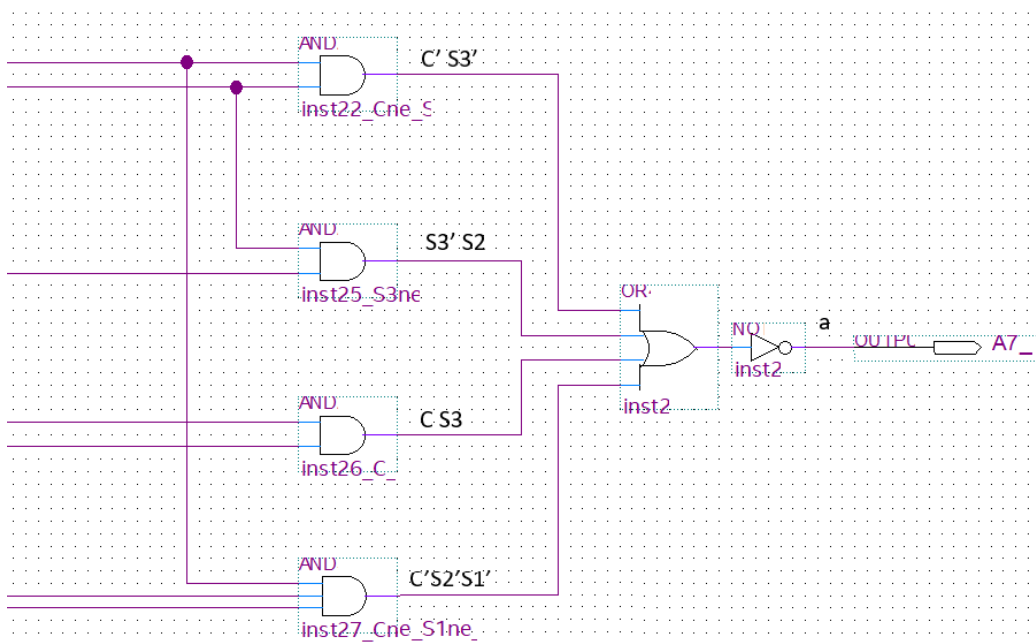 AND
C' S3'
inst22_Cne_S
AND
S3' S2
inst25_S3ne
OR
a
NO
OUTPU
A7_
inst2
inst2
AND
C S3
inst26_C_
AND
C'S2'S1'
inst27_Cne_S1ne_